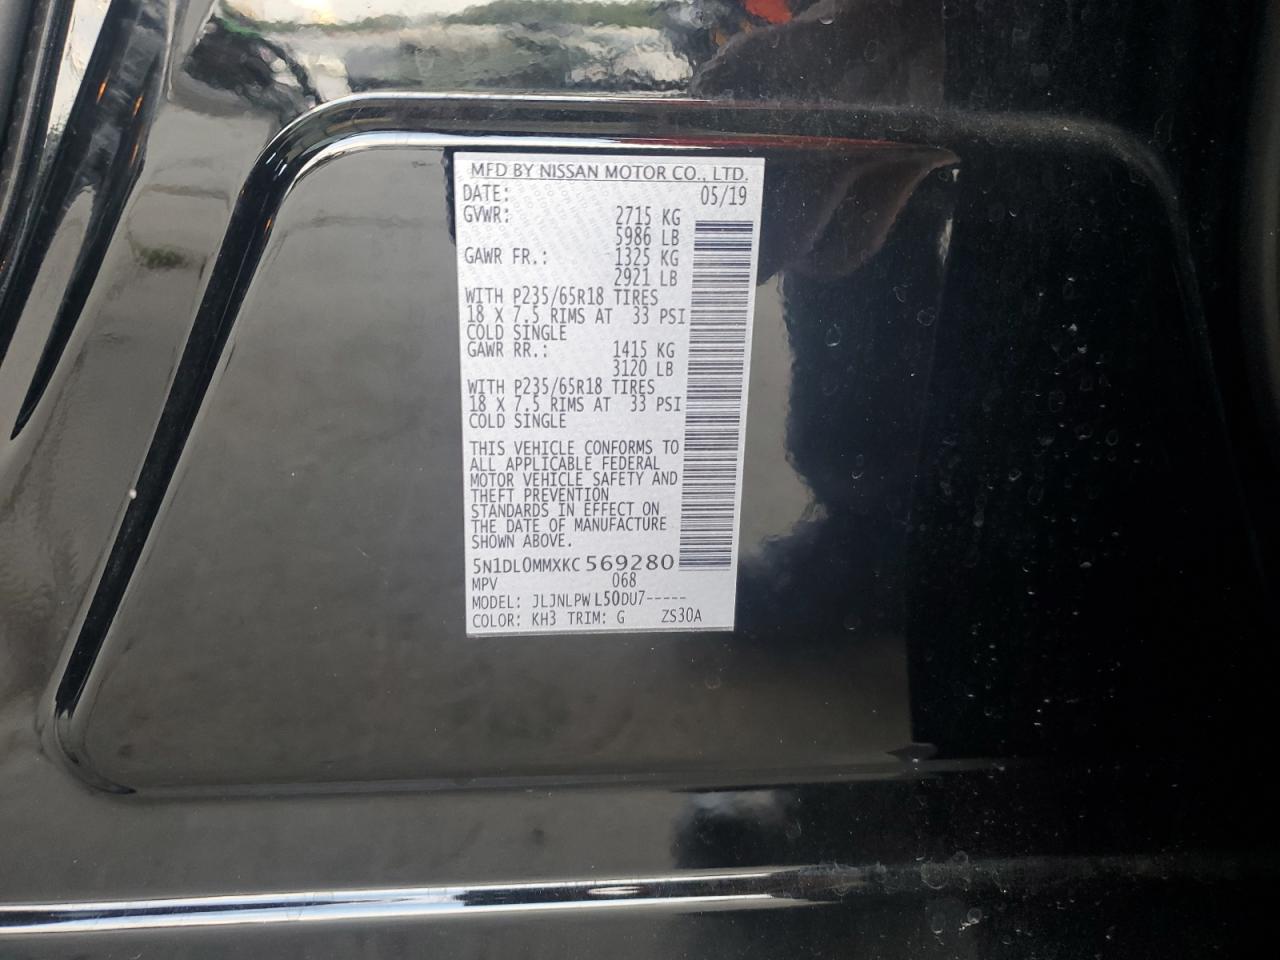 MFD BY NISSAN MOTOR CO., LTD.
DATE: 05/19
GVWR: 2715 KG
5986 LB
GAWR FR.: 1325 KG
2921 LB
WITH P235/65R18 TIRES
18 X 7.5 RIMS AT 33 PSI
COLD SINGLE
GAWR RR.: 1415 KG
3120 LB
WITH P235/65R18 TIRES
18 X 7.5 RIMS AT 33 PSI
COLD SINGLE
THIS VEHICLE CONFORMS TO
ALL APPLICABLE FEDERAL
MOTOR VEHICLE SAFETY AND
THEFT PREVENTION
STANDARDS IN EFFECT ON
THE DATE OF MANUFACTURE
SHOWN ABOVE.
5N1DL0MMXKC569280
MPV 068
MODEL: JLJNLPWL50DU7-----
COLOR: KH3 TRIM: G ZS30A